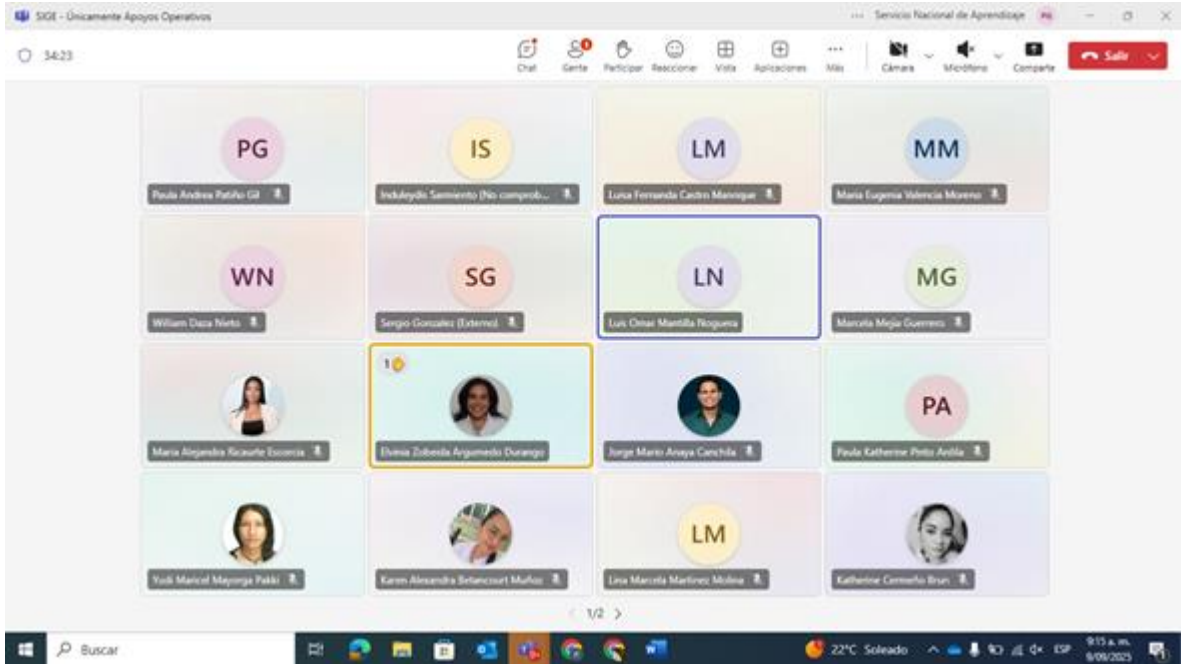 SIGE - Únicamente Apoyos Operativos
Servicio Nacional de Aprendizaje
PG
34:23
Chat
Gente
Participar
Reaccionar
Vista
Aplicaciones
Más
Cámara
Micrófono
Compartir
Salir
PG
IS
LM
MM
Paula Andrea Patiño Gil
Induleydis Sarmiento (No comprob...
Luisa Fernanda Castro Manrique
Maria Eugenia Valencia Moreno
WN
SG
LN
MG
William Daza Nieto
Sergio Gonzalez (Externo)
Luis Omar Mantilla Noguera
Marcela Mejía Guerrero
1
PA
Maria Alejandra Ricaurte Escorcia
Elvinia Zobeida Argumedo Durango
Jorge Mario Anaya Canchila
Paula Katherine Pinto Ardila
LM
Yudi Maricel Mayorga Pakki
Karen Alexandra Betancourt Muñoz
Lina Marcela Martinez Molina
Katherine Cermeño Brun
1/2
Buscar
22°C Soleado
ESP
9:15 a. m.
9/09/2025